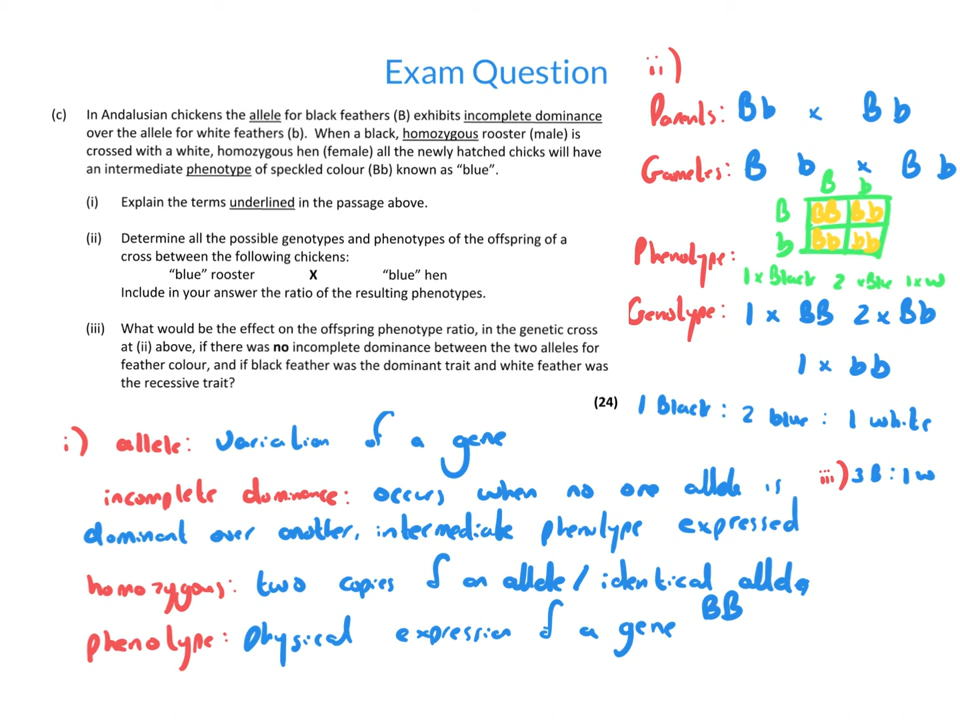 Exam Question
(c) In Andalusian chickens the allele for black feathers (B) exhibits incomplete dominance
over the allele for white feathers (b). When a black, homozygous rooster (male) is
crossed with a white, homozygous hen (female) all the newly hatched chicks will have
an intermediate phenotype of speckled colour (Bb) known as “blue”.
(i) Explain the terms underlined in the passage above.
(ii) Determine all the possible genotypes and phenotypes of the offspring of a
cross between the following chickens:
“blue” rooster X “blue” hen
Include in your answer the ratio of the resulting phenotypes.
(iii) What would be the effect on the offspring phenotype ratio, in the genetic cross
at (ii) above, if there was no incomplete dominance between the two alleles for
feather colour, and if black feather was the dominant trait and white feather was
the recessive trait?
(24)
ii)
Parents: Bb x Bb
Gametes: B b x B b
B b
B BB Bb
b Bb bb
Phenotype:
1 x Black 2 x Blue 1 x w
Genotype: 1 x BB 2 x Bb
1 x bb
1 Black : 2 blue : 1 white
iii) 3B : 1w
i) allele: variation of a gene
incomplete dominance: occurs when no one allele is
dominant over another, intermediate phenotype expressed
homozygous: two copies of an allele / identical alleles
BB
phenotype: physical expression of a gene